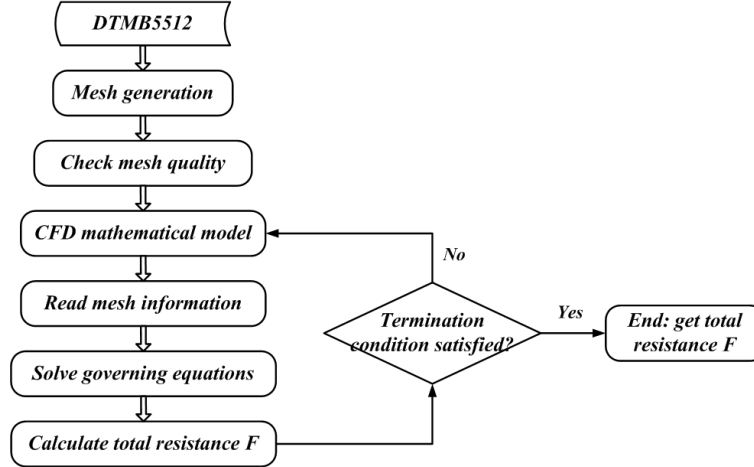 DTMB5512
Mesh generation
Check mesh quality
CFD mathematical model
Read mesh information
Solve governing equations
Calculate total resistance F
No
Termination
condition satisfied?
Yes
End: get total
resistance F